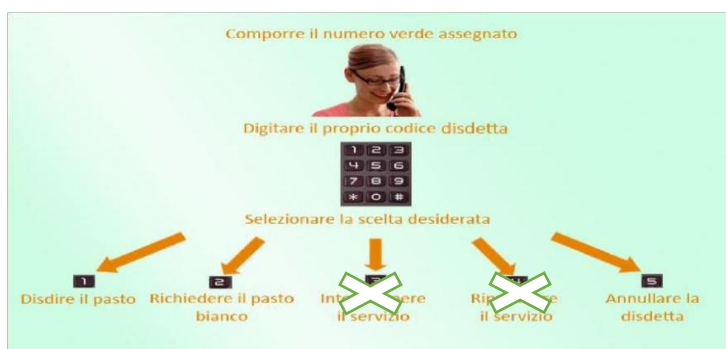 Comporre il numero verde assegnato
Digitare il proprio codice disdetta
1 2 3
4 5 6
7 8 9
* 0 #
Selezionare la scelta desiderata
1 2 5
Disdire il pasto Richiedere il pasto Annullare la
bianco il servizio il servizio disdetta